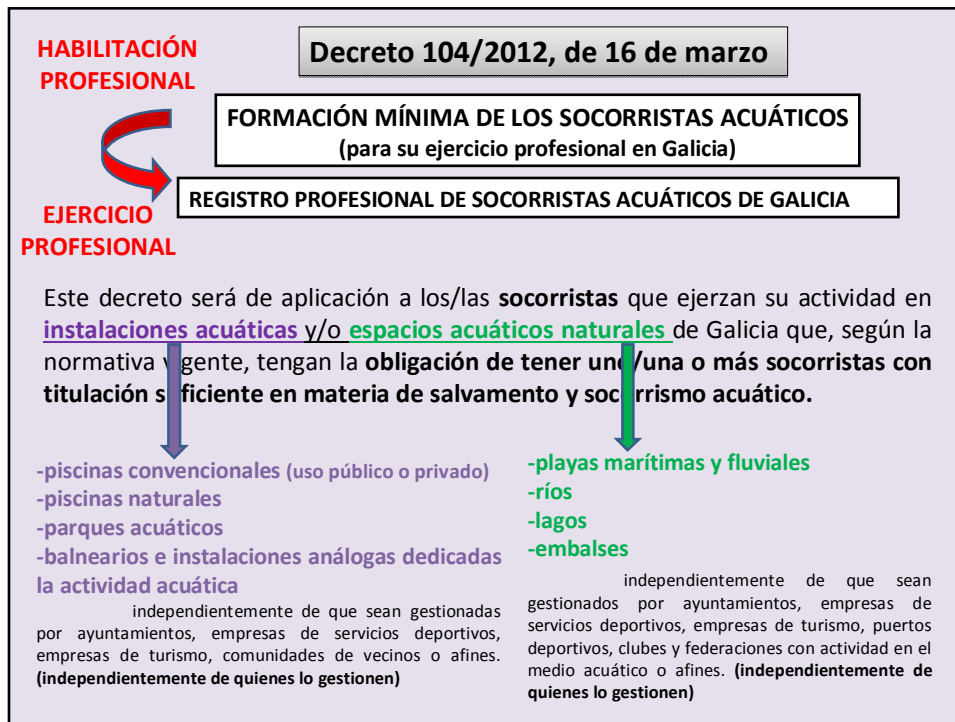 HABILITACIÓN
PROFESIONAL
Decreto 104/2012, de 16 de marzo
FORMACIÓN MÍNIMA DE LOS SOCORRISTAS ACUÁTICOS
(para su ejercicio profesional en Galicia)
REGISTRO PROFESIONAL DE SOCORRISTAS ACUÁTICOS DE GALICIA
EJERCICIO
PROFESIONAL
Este decreto será de aplicación a los/las socorristas que ejerzan su actividad en
instalaciones acuáticas y/o espacios acuáticos naturales de Galicia que, según la
normativa vigente, tengan la obligación de tener uno/una o más socorristas con
titulación suficiente en materia de salvamento y socorrismo acuático.
-piscinas convencionales (uso público o privado)
-piscinas naturales
-parques acuáticos
-balnearios e instalaciones análogas dedicadas
la actividad acuática
independientemente de que sean gestionadas
por ayuntamientos, empresas de servicios deportivos,
empresas de turismo, comunidades de vecinos o afines.
(independientemente de quienes lo gestionen)
-playas marítimas y fluviales
-ríos
-lagos
-embalses
independientemente de que sean
gestionados por ayuntamientos, empresas de
servicios deportivos, empresas de turismo, puertos
deportivos, clubes y federaciones con actividad en el
medio acuático o afines. (independientemente de
quienes lo gestionen)